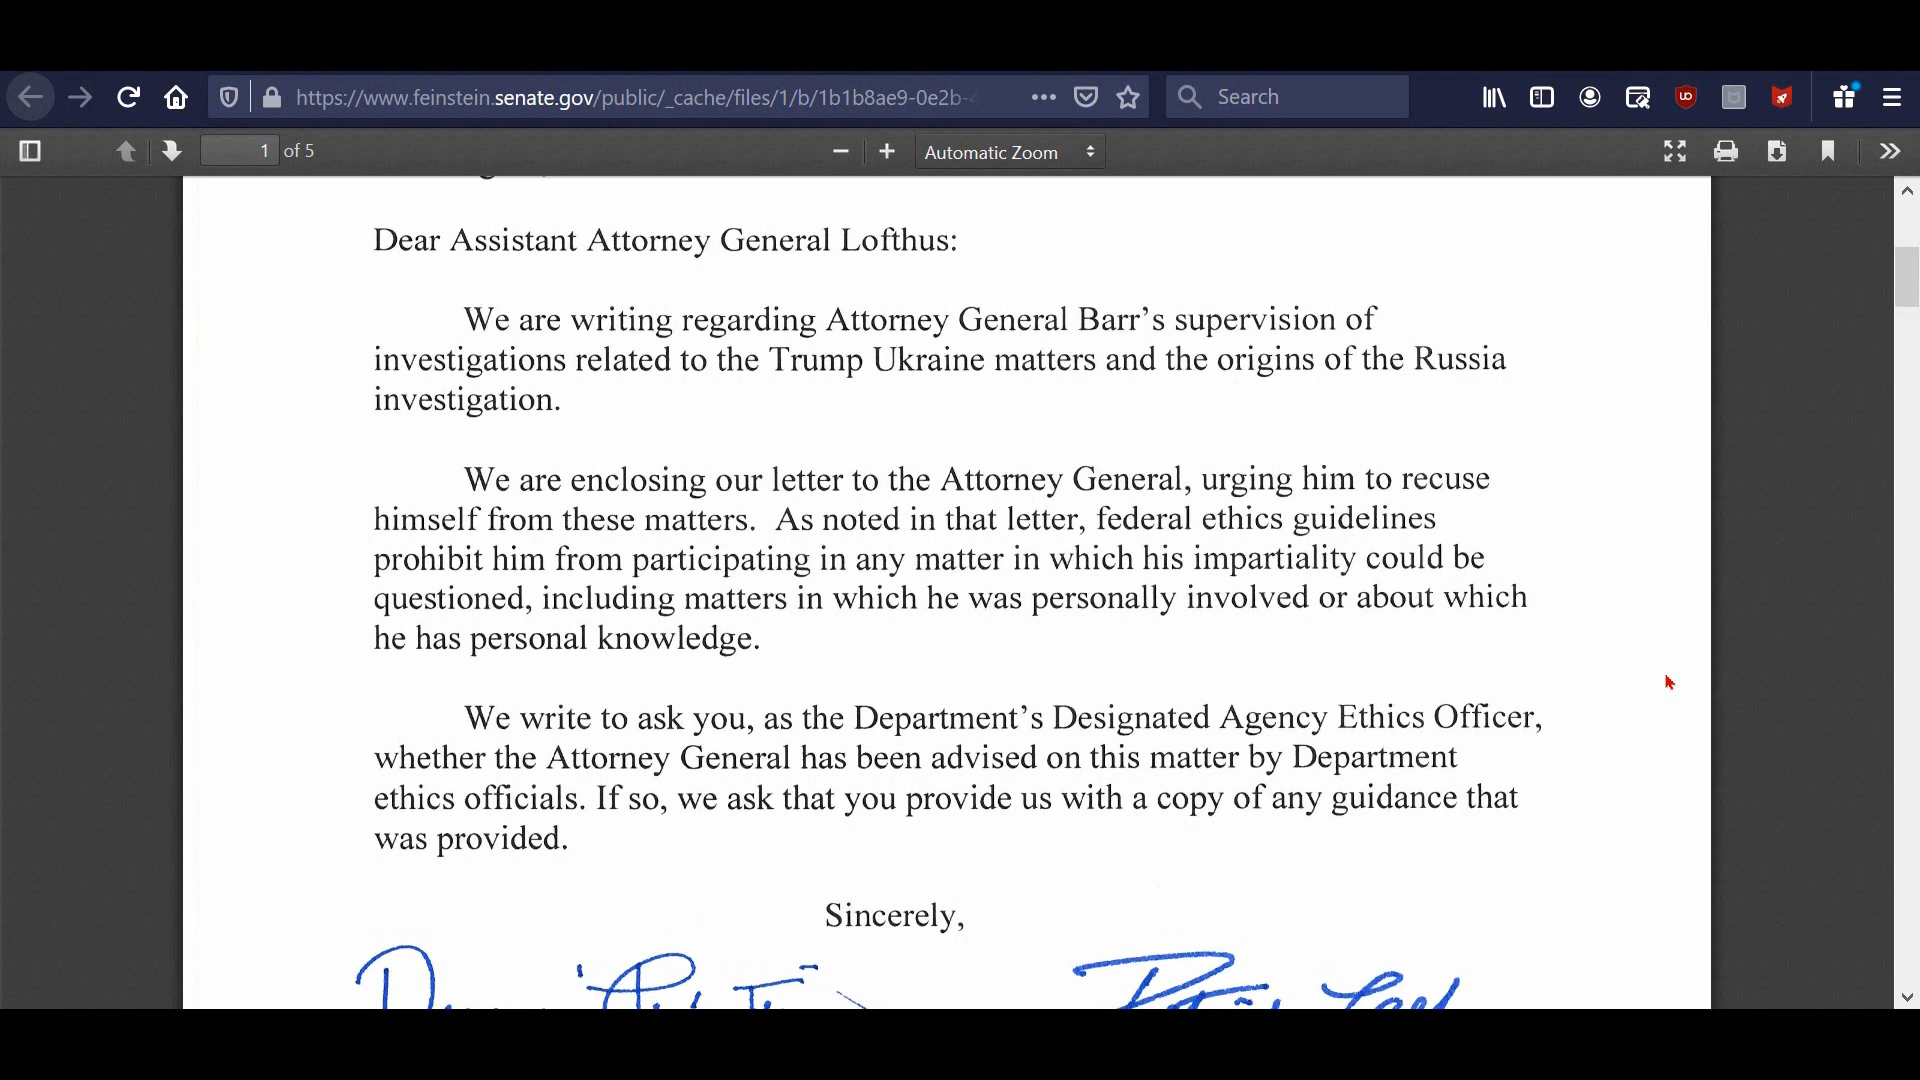 https://www.feinstein.senate.gov/public/_cache/files/1/b/1b1b8ae9-0e2b-
Search
1 of 5
Automatic Zoom
Dear Assistant Attorney General Lofthus:
We are writing regarding Attorney General Barr’s supervision of
investigations related to the Trump Ukraine matters and the origins of the Russia
investigation.
We are enclosing our letter to the Attorney General, urging him to recuse
himself from these matters. As noted in that letter, federal ethics guidelines
prohibit him from participating in any matter in which his impartiality could be
questioned, including matters in which he was personally involved or about which
he has personal knowledge.
We write to ask you, as the Department’s Designated Agency Ethics Officer,
whether the Attorney General has been advised on this matter by Department
ethics officials. If so, we ask that you provide us with a copy of any guidance that
was provided.
Sincerely,